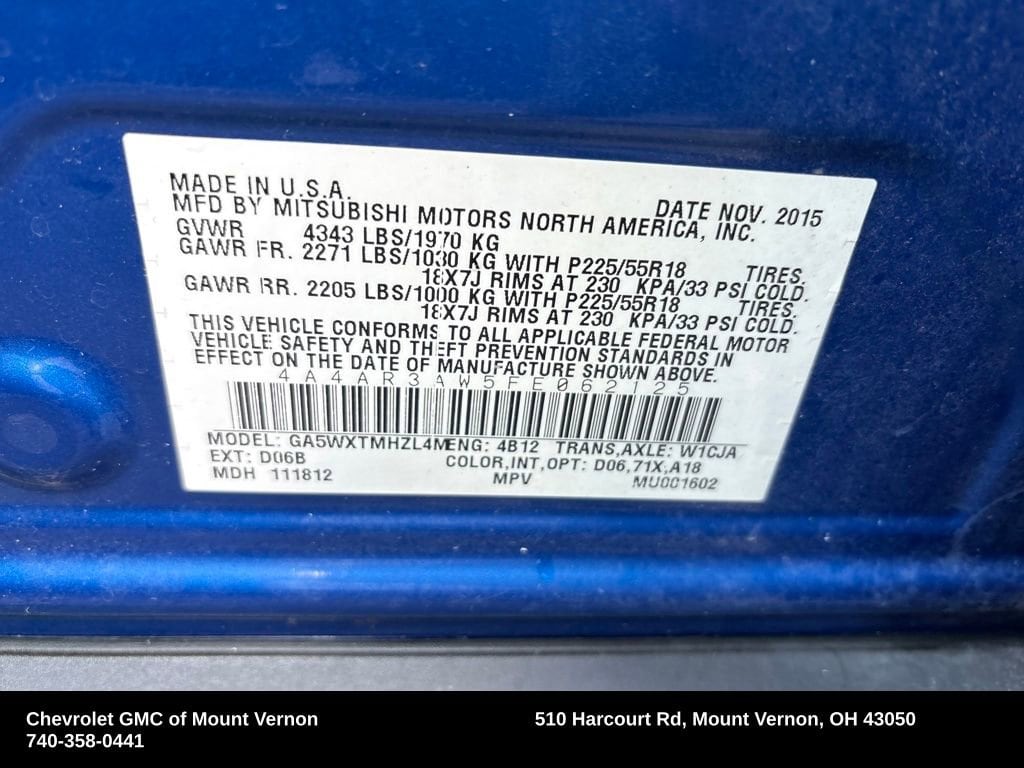 MADE IN U.S.A. DATE NOV. 2015
MFD BY MITSUBISHI MOTORS NORTH AMERICA, INC.
GVWR 4343 LBS/1970 KG
GAWR FR. 2271 LBS/1030 KG WITH P225/55R18 TIRES,
18X7J RIMS AT 230 KPA/33 PSI COLD.
GAWR RR. 2205 LBS/1000 KG WITH P225/55R18 TIRES,
18X7J RIMS AT 230 KPA/33 PSI COLD.
THIS VEHICLE CONFORMS TO ALL APPLICABLE FEDERAL MOTOR
VEHICLE SAFETY AND THEFT PREVENTION STANDARDS IN
EFFECT ON THE DATE OF MANUFACTURE SHOWN ABOVE.
4A4AR3AW5FE062125
MODEL: GA5WXTMHZL4M ENG: 4B12 TRANS,AXLE: W1CJA
EXT: D06B COLOR,INT,OPT: D06,71X,A18
MDH 111812 MPV MU001602
Chevrolet GMC of Mount Vernon 510 Harcourt Rd, Mount Vernon, OH 43050
740-358-0441